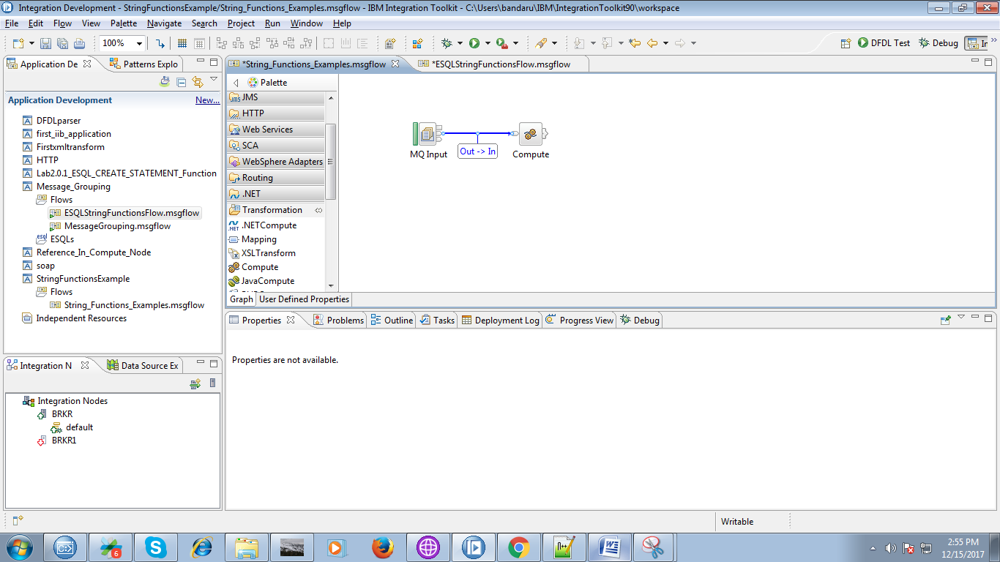 Integration Development - StringFunctionsExample/String_Functions_Examples.msgflow - IBM Integration Toolkit - C:\Users\bandaru\IBM\IntegrationToolkit90\workspace
File Edit Flow View Palette Navigate Search Project Run Window Help
100% DFDL Test Debug
Application De Patterns Explo
*String_Functions_Examples.msgflow *ESQLStringFunctionsFlow.msgflow
Application Development New...
DFDLparser
first_iib_application
Firstxmltransform
HTTP
Lab2.0.1_ESQL_CREATE_STATEMENT_Function
Message_Grouping
Flows
ESQLStringFunctionsFlow.msgflow
MessageGrouping.msgflow
esql ESQLs
Reference_In_Compute_Node
soap
StringFunctionsExample
Flows
String_Functions_Examples.msgflow
Independent Resources
Palette
JMS
HTTP
Web Services
SCA
WebSphere Adapters
Routing
.NET
Transformation
.NETCompute
Mapping
XSLTransform
Compute
JavaCompute
Graph User Defined Properties
MQ Input
Out -> In
Compute
Properties Problems Outline Tasks Deployment Log Progress View Debug
Properties are not available.
Integration N Data Source Ex
Integration Nodes
BRKR
default
BRKR1
Writable
6
2:55 PM
12/15/2017